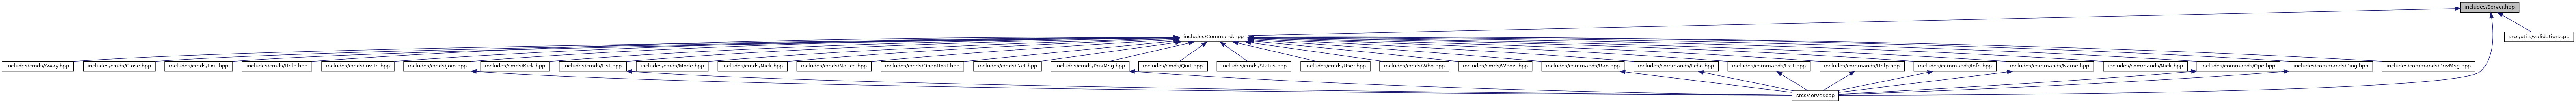 includes/Server.hpp
includes/Command.hpp
srcs/utils/validation.cpp
includes/cmds/Away.hpp
includes/cmds/Close.hpp
includes/cmds/Exit.hpp
includes/cmds/Help.hpp
includes/cmds/Invite.hpp
includes/cmds/Join.hpp
includes/cmds/Kick.hpp
includes/cmds/List.hpp
includes/cmds/Mode.hpp
includes/cmds/Nick.hpp
includes/cmds/Notice.hpp
includes/cmds/OpenHost.hpp
includes/cmds/Part.hpp
includes/cmds/PrivMsg.hpp
includes/cmds/Quit.hpp
includes/cmds/Status.hpp
includes/cmds/User.hpp
includes/cmds/Who.hpp
includes/cmds/Whois.hpp
includes/commands/Ban.hpp
includes/commands/Echo.hpp
includes/commands/Exit.hpp
includes/commands/Help.hpp
includes/commands/Info.hpp
includes/commands/Name.hpp
includes/commands/Nick.hpp
includes/commands/Ope.hpp
includes/commands/Ping.hpp
includes/commands/PrivMsg.hpp
srcs/server.cpp